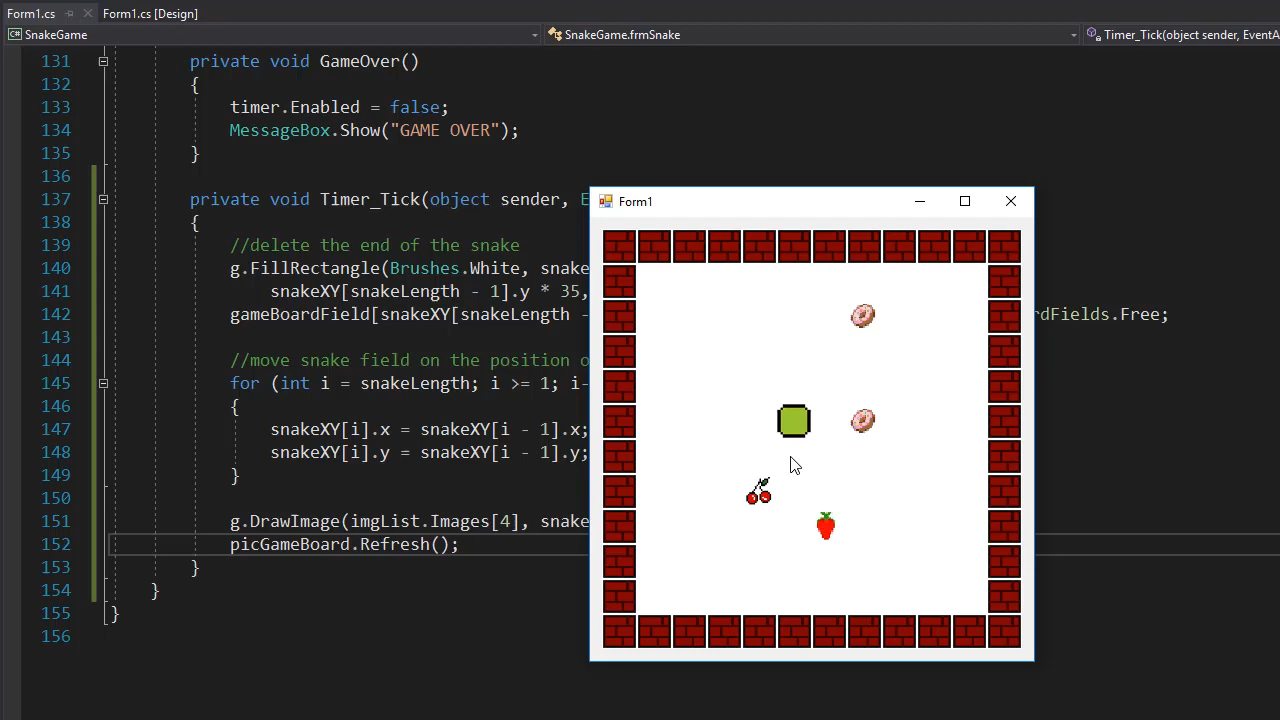 Form1.cs Form1.cs [Design]
C# SnakeGame SnakeGame.frmSnake Timer_Tick(object sender, EventA
131 private void GameOver()
132 {
133 timer.Enabled = false;
134 MessageBox.Show("GAME OVER");
135 }
136
137 private void Timer_Tick(object sender, E
138 {
139 //delete the end of the snake
140 g.FillRectangle(Brushes.White, snake
141 snakeXY[snakeLength - 1].y * 35,
142 gameBoardField[snakeXY[snakeLength - rdFields.Free;
143
144 //move snake field on the position o
145 for (int i = snakeLength; i >= 1; i-
146 {
147 snakeXY[i].x = snakeXY[i - 1].x;
148 snakeXY[i].y = snakeXY[i - 1].y;
149 }
150
151 g.DrawImage(imgList.Images[4], snake
152 picGameBoard.Refresh();
153 }
154 }
155 }
156
Form1